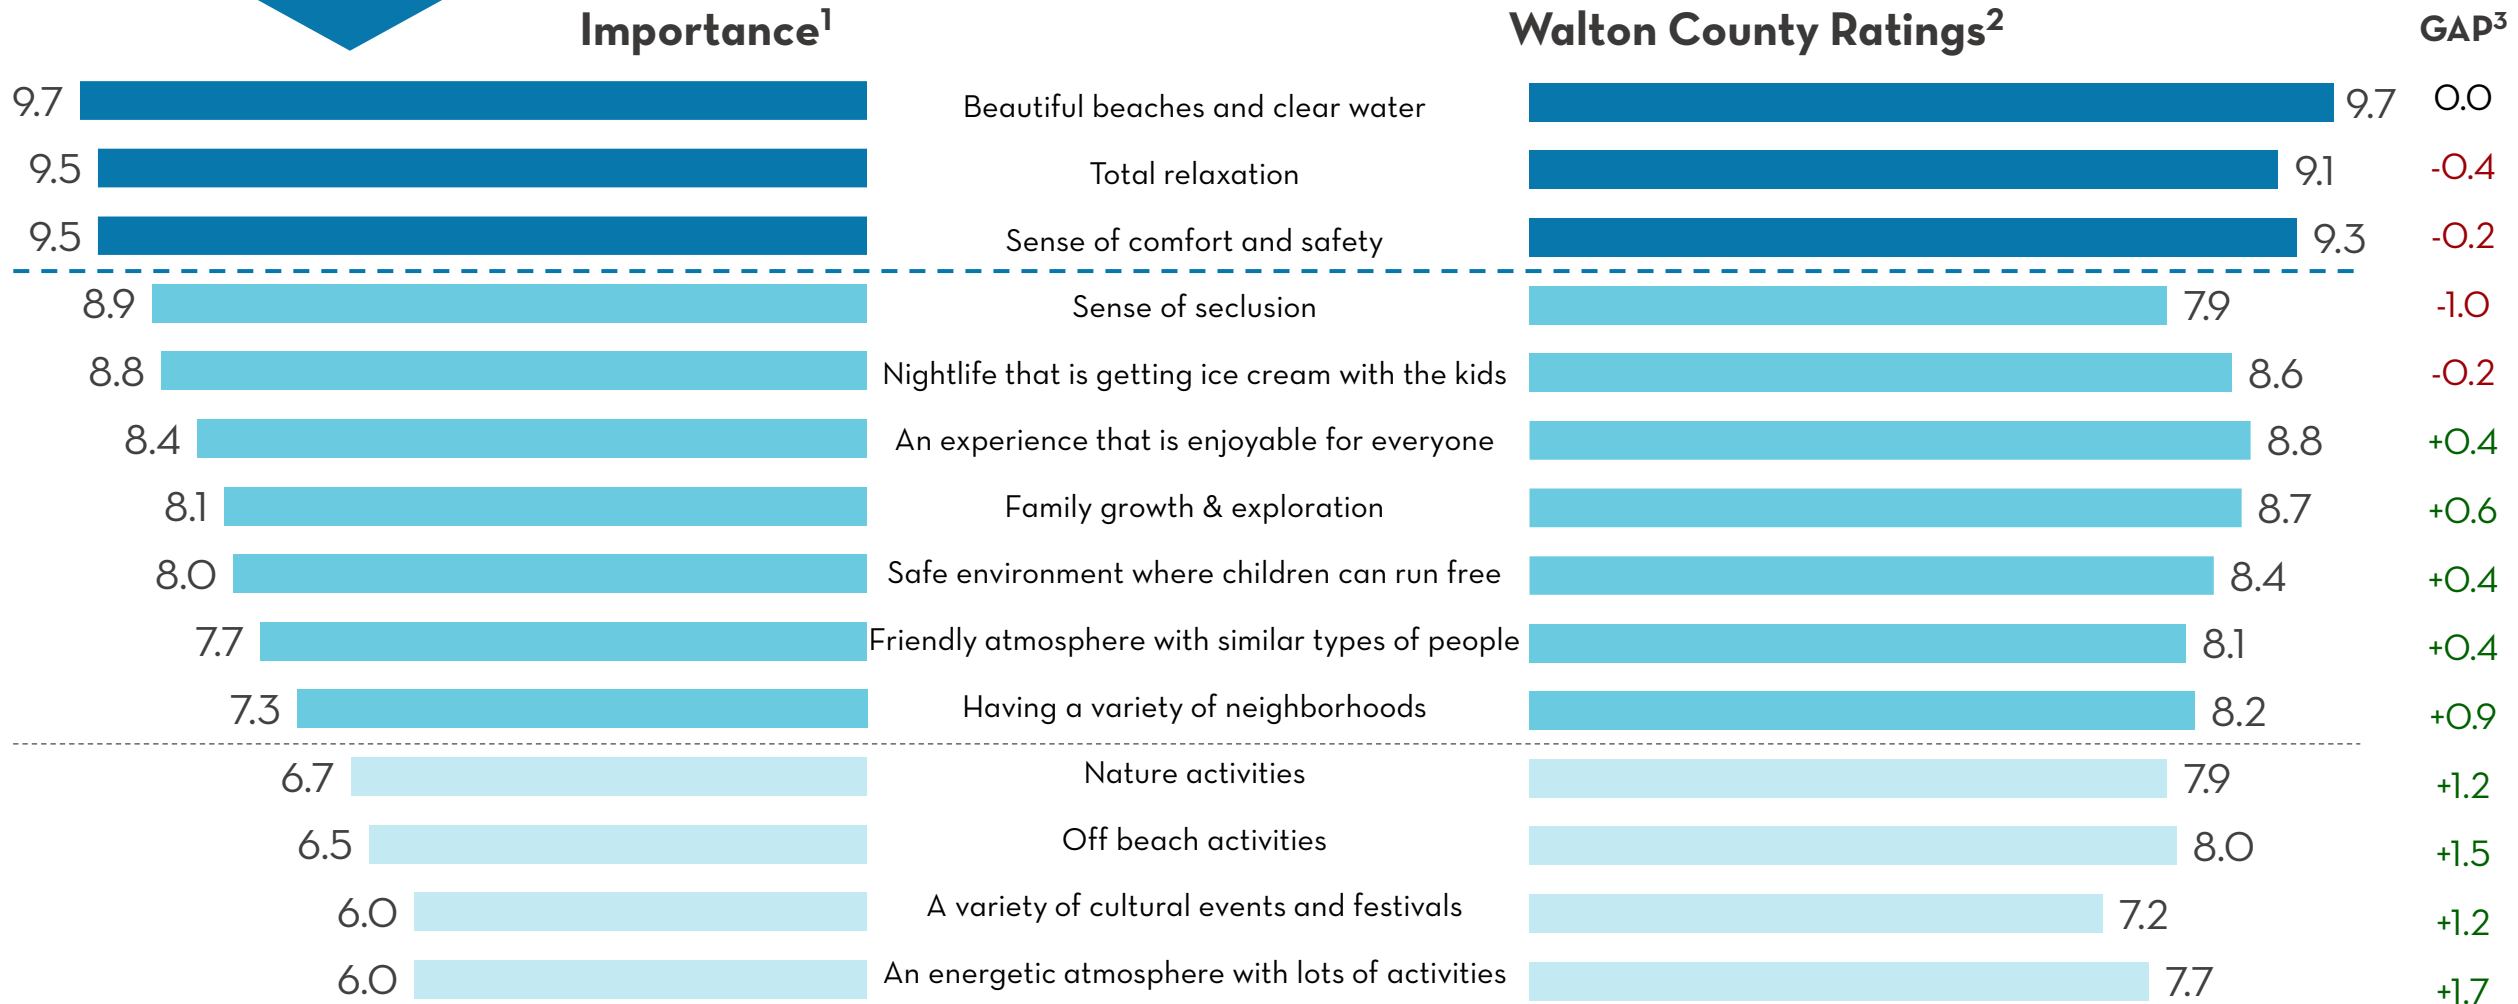 Importance¹ Walton County Ratings² GAP³
9.7 Beautiful beaches and clear water 9.7 0.0
9.5 Total relaxation 9.1 -0.4
9.5 Sense of comfort and safety 9.3 -0.2
8.9 Sense of seclusion 7.9 -1.0
8.8 Nightlife that is getting ice cream with the kids 8.6 -0.2
8.4 An experience that is enjoyable for everyone 8.8 +0.4
8.1 Family growth & exploration 8.7 +0.6
8.0 Safe environment where children can run free 8.4 +0.4
7.7 Friendly atmosphere with similar types of people 8.1 +0.4
7.3 Having a variety of neighborhoods 8.2 +0.9
6.7 Nature activities 7.9 +1.2
6.5 Off beach activities 8.0 +1.5
6.0 A variety of cultural events and festivals 7.2 +1.2
6.0 An energetic atmosphere with lots of activities 7.7 +1.7